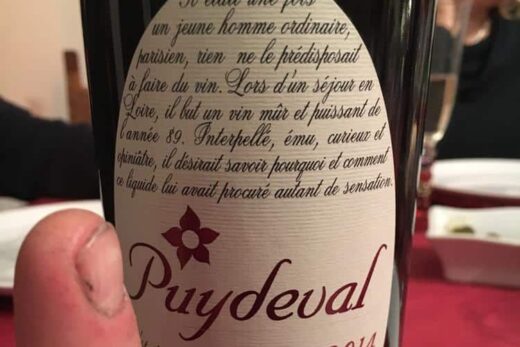 Il était une fois
un jeune homme ordinaire,
parisien, rien ne le prédisposait
à faire du vin. Lors d'un séjour en
Loire, il but un vin mûr et puissant de
l'année 89. Interpellé, ému, curieux et
opiniâtre, il désirait savoir pourquoi et comment
ce liquide lui avait procuré autant de sensation.
Puydeval
2014